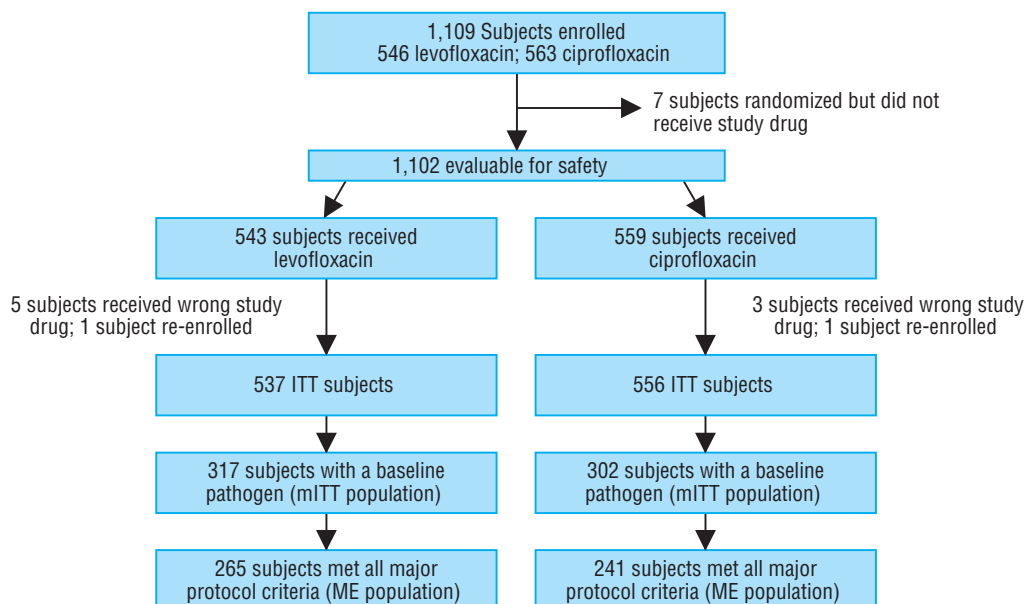 1,109 Subjects enrolled
546 levofloxacin; 563 ciprofloxacin
7 subjects randomized but did not
receive study drug
1,102 evaluable for safety
543 subjects received
levofloxacin
559 subjects received
ciprofloxacin
5 subjects received wrong study
drug; 1 subject re-enrolled
3 subjects received wrong study
drug; 1 subject re-enrolled
537 ITT subjects
556 ITT subjects
317 subjects with a baseline
pathogen (mITT population)
302 subjects with a baseline
pathogen (mITT population)
265 subjects met all major
protocol criteria (ME population)
241 subjects met all major
protocol criteria (ME population)